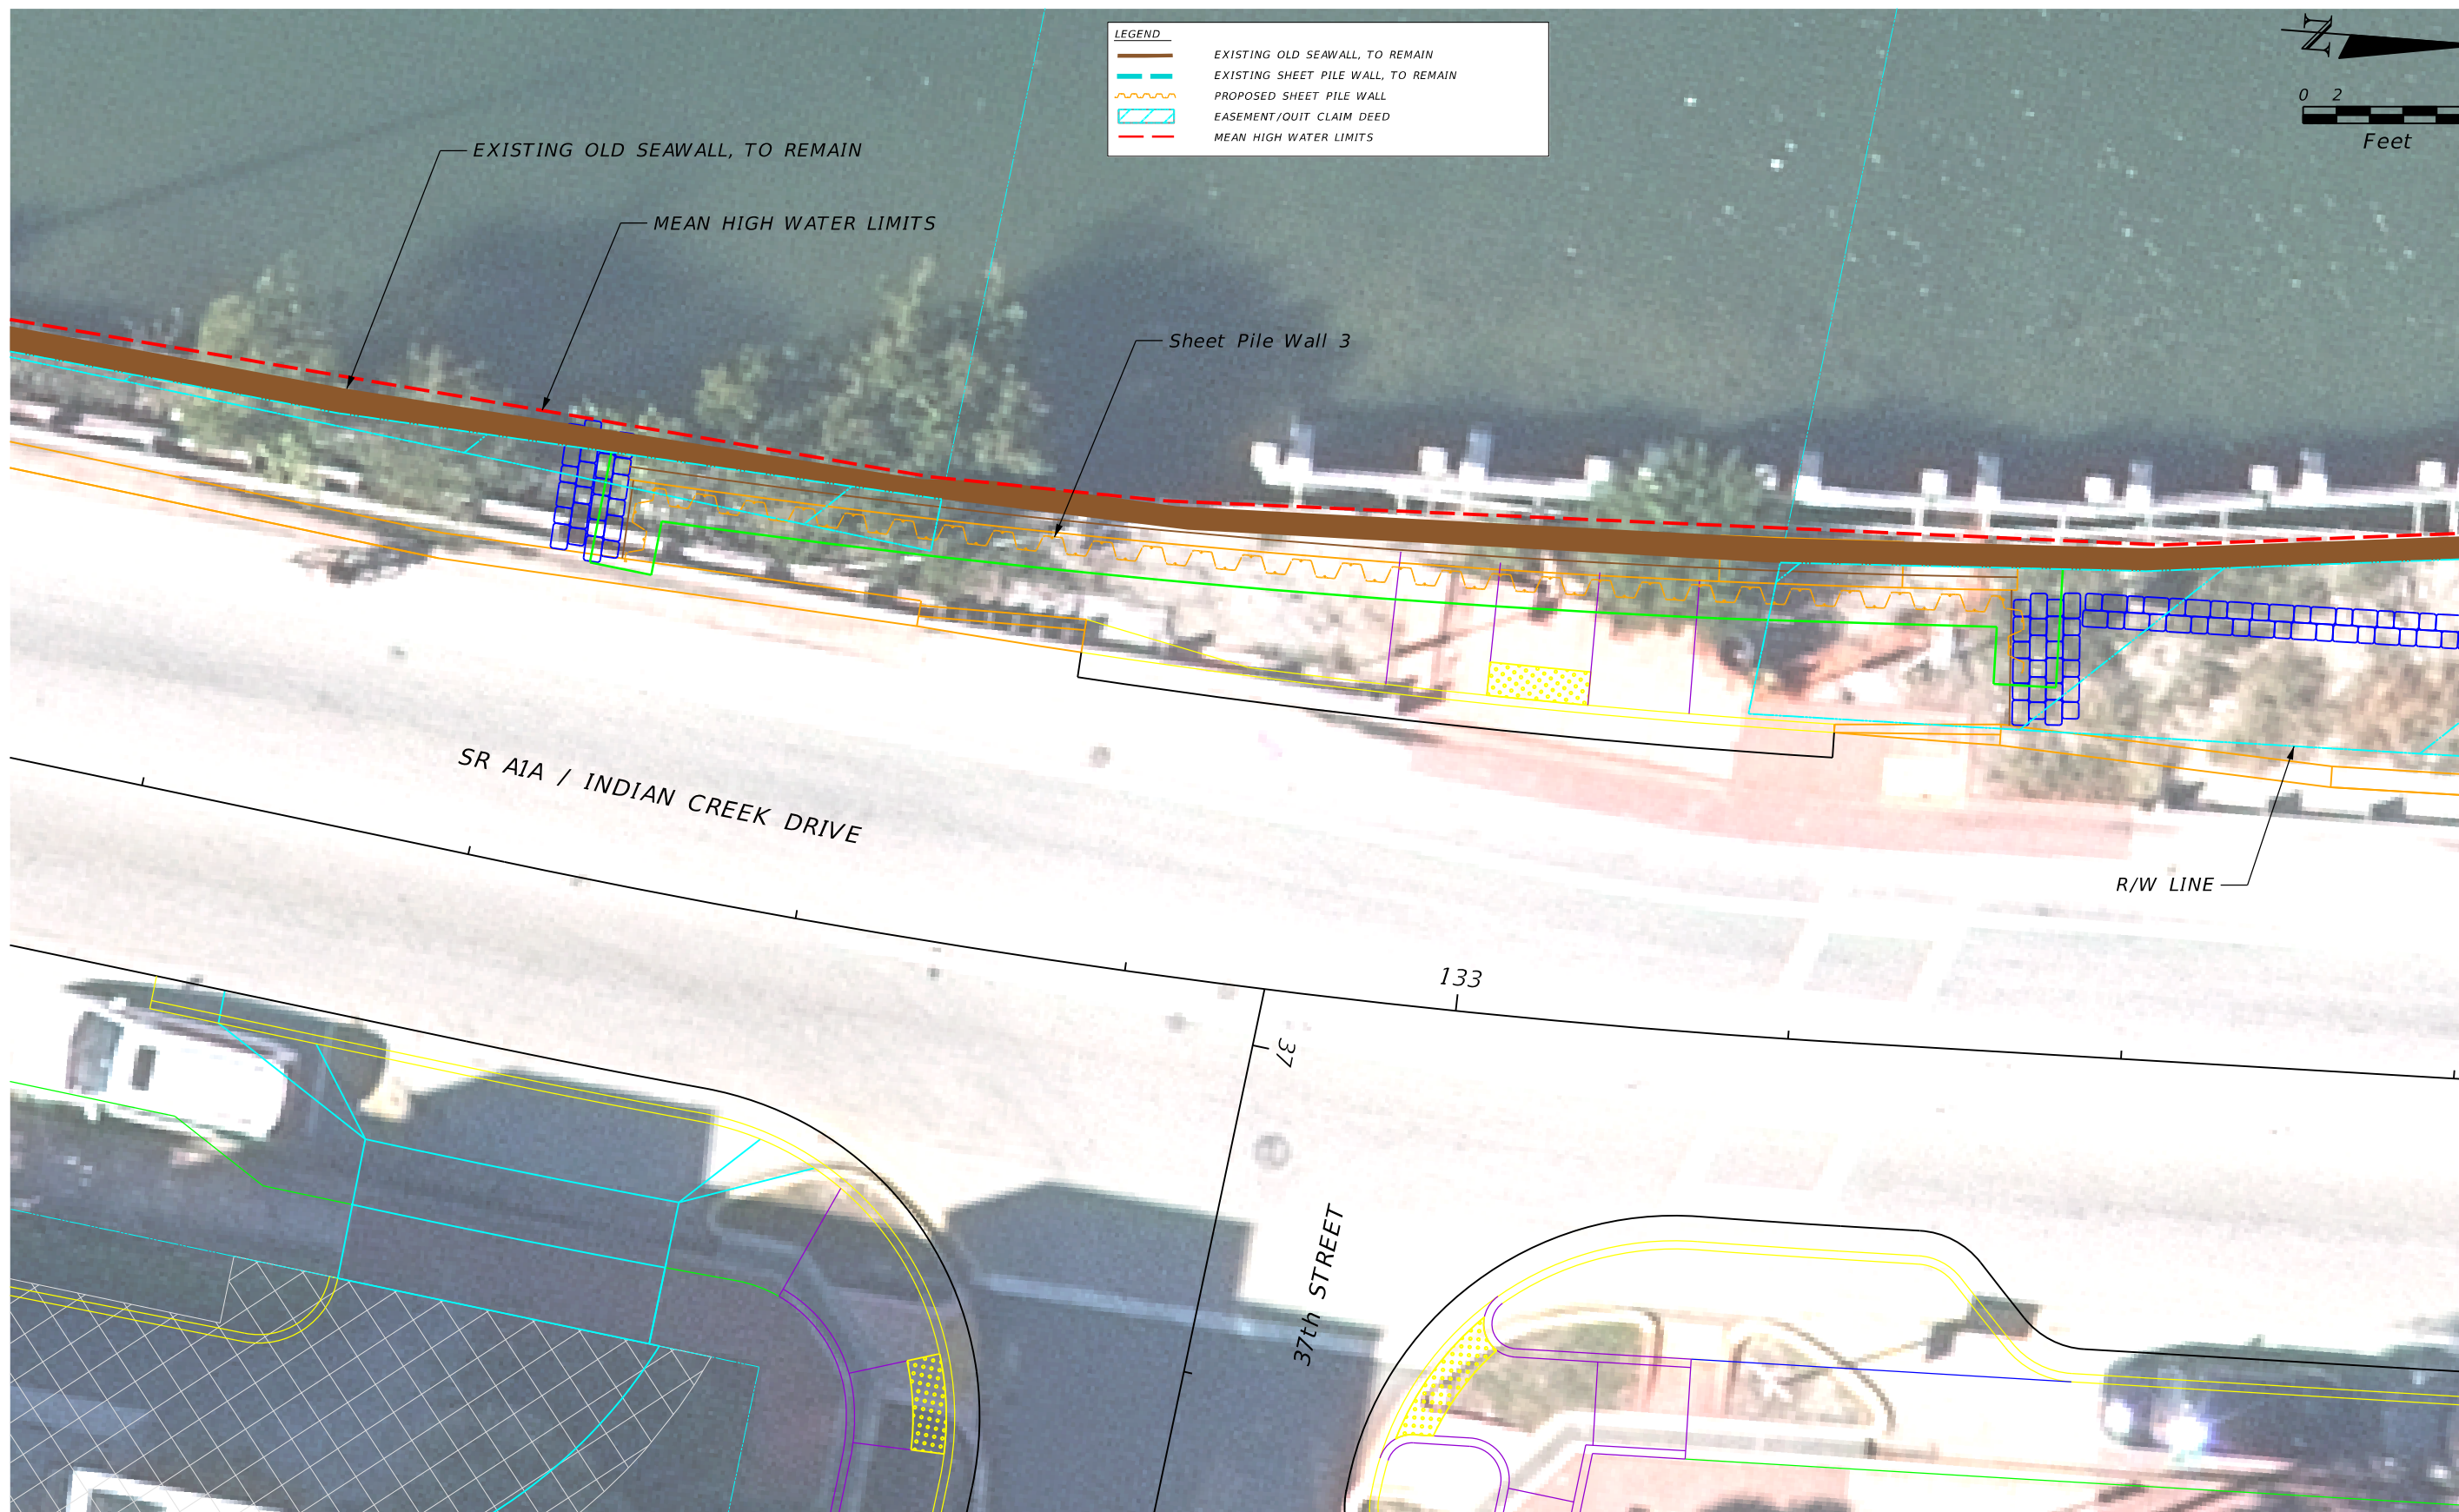 LEGEND
EXISTING OLD SEAWALL, TO REMAIN
EXISTING SHEET PILE WALL, TO REMAIN
PROPOSED SHEET PILE WALL
EASEMENT/QUIT CLAIM DEED
MEAN HIGH WATER LIMITS
N
0 2
Feet
EXISTING OLD SEAWALL, TO REMAIN
MEAN HIGH WATER LIMITS
Sheet Pile Wall 3
SR A1A / INDIAN CREEK DRIVE
R/W LINE
133
37
37th STREET